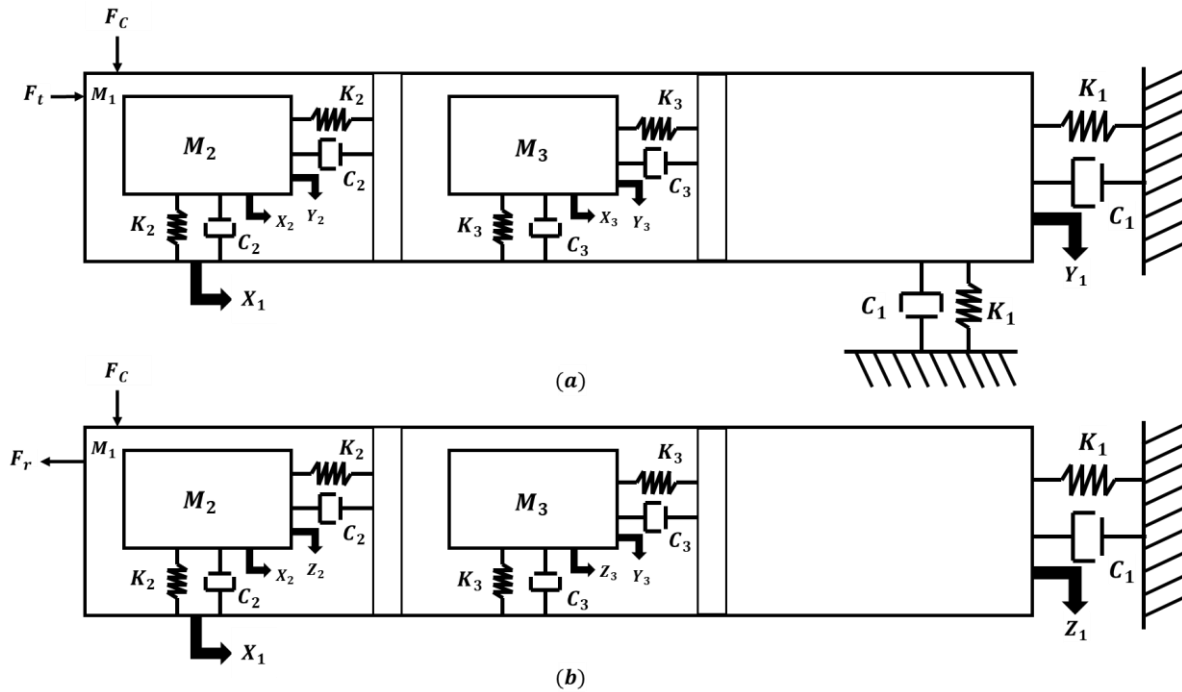 F_C
F_t
M_1
M_2
K_2
C_2
K_2
C_2
X_2
Y_2
M_3
K_3
C_3
K_3
C_3
X_3
Y_3
K_1
C_1
Y_1
X_1
C_1
K_1
(a)
F_C
F_r
M_1
M_2
K_2
C_2
K_2
C_2
X_2
Z_2
M_3
K_3
C_3
K_3
C_3
Z_3
Y_3
K_1
C_1
Z_1
X_1
(b)